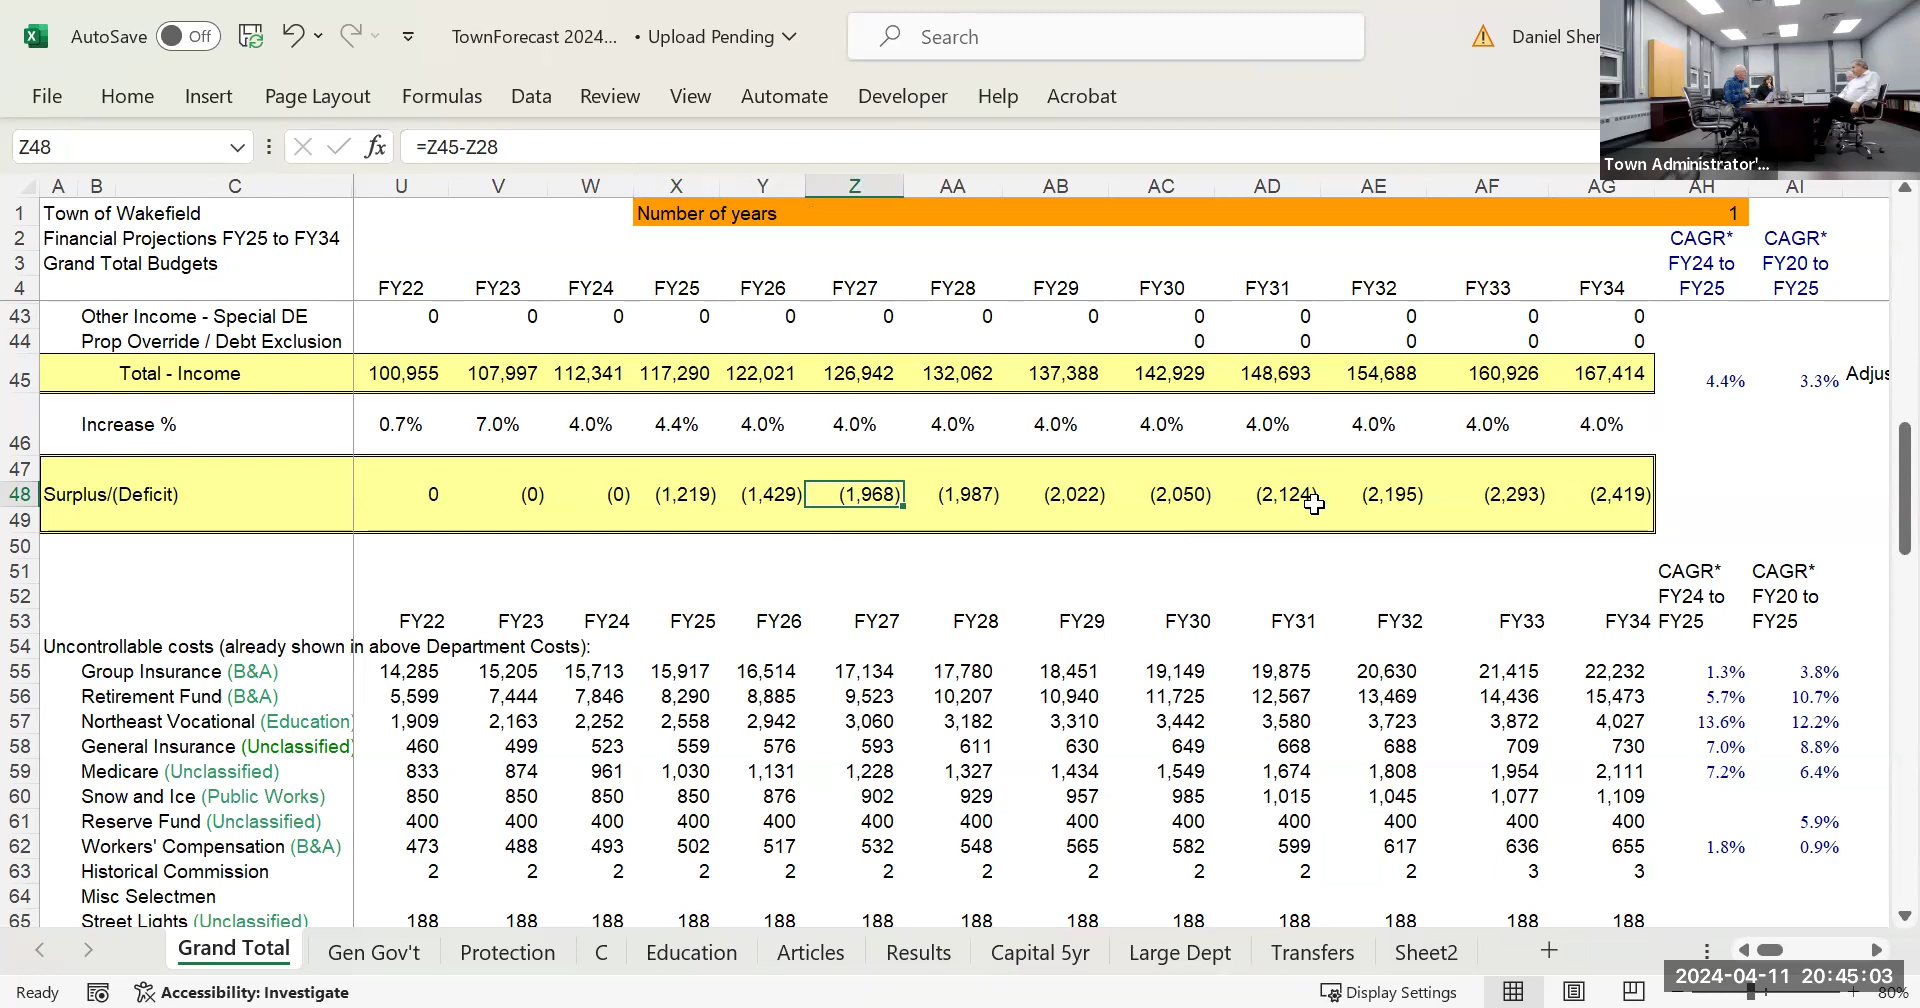 AutoSave Off TownForecast 2024... • Upload Pending Search Daniel Sher
File Home Insert Page Layout Formulas Data Review View Automate Developer Help Acrobat
Town Administrator'...
Z48 fx =Z45-Z28
A B C U V W X Y Z AA AB AC AD AE AF AG AH AI
1 Town of Wakefield Number of years 1
2 Financial Projections FY25 to FY34 CAGR* CAGR*
3 Grand Total Budgets FY24 to FY20 to
4 FY22 FY23 FY24 FY25 FY26 FY27 FY28 FY29 FY30 FY31 FY32 FY33 FY34 FY25 FY25
43 Other Income - Special DE 0 0 0 0 0 0 0 0 0 0 0 0 0
44 Prop Override / Debt Exclusion 0 0 0 0 0
45 Total - Income 100,955 107,997 112,341 117,290 122,021 126,942 132,062 137,388 142,929 148,693 154,688 160,926 167,414 4.4% 3.3% Adjus
46 Increase % 0.7% 7.0% 4.0% 4.4% 4.0% 4.0% 4.0% 4.0% 4.0% 4.0% 4.0% 4.0% 4.0%
47
48 Surplus/(Deficit) 0 (0) (0) (1,219) (1,429) (1,968) (1,987) (2,022) (2,050) (2,124) (2,195) (2,293) (2,419)
49
50
51 CAGR* CAGR*
52 FY24 to FY20 to
53 FY22 FY23 FY24 FY25 FY26 FY27 FY28 FY29 FY30 FY31 FY32 FY33 FY34 FY25 FY25
54 Uncontrollable costs (already shown in above Department Costs):
55 Group Insurance (B&A) 14,285 15,205 15,713 15,917 16,514 17,134 17,780 18,451 19,149 19,875 20,630 21,415 22,232 1.3% 3.8%
56 Retirement Fund (B&A) 5,599 7,444 7,846 8,290 8,885 9,523 10,207 10,940 11,725 12,567 13,469 14,436 15,473 5.7% 10.7%
57 Northeast Vocational (Education) 1,909 2,163 2,252 2,558 2,942 3,060 3,182 3,310 3,442 3,580 3,723 3,872 4,027 13.6% 12.2%
58 General Insurance (Unclassified) 460 499 523 559 576 593 611 630 649 668 688 709 730 7.0% 8.8%
59 Medicare (Unclassified) 833 874 961 1,030 1,131 1,228 1,327 1,434 1,549 1,674 1,808 1,954 2,111 7.2% 6.4%
60 Snow and Ice (Public Works) 850 850 850 850 876 902 929 957 985 1,015 1,045 1,077 1,109
61 Reserve Fund (Unclassified) 400 400 400 400 400 400 400 400 400 400 400 400 400 5.9%
62 Workers' Compensation (B&A) 473 488 493 502 517 532 548 565 582 599 617 636 655 1.8% 0.9%
63 Historical Commission 2 2 2 2 2 2 2 2 2 2 2 3 3
64 Misc Selectmen
65 Street Lights (Unclassified) 188 188 188 188 188 188 188 188 188 188 188 188 188
Grand Total Gen Gov't Protection C Education Articles Results Capital 5yr Large Dept Transfers Sheet2 +
2024-04-11 20:45:03
Ready Accessibility: Investigate Display Settings 80%